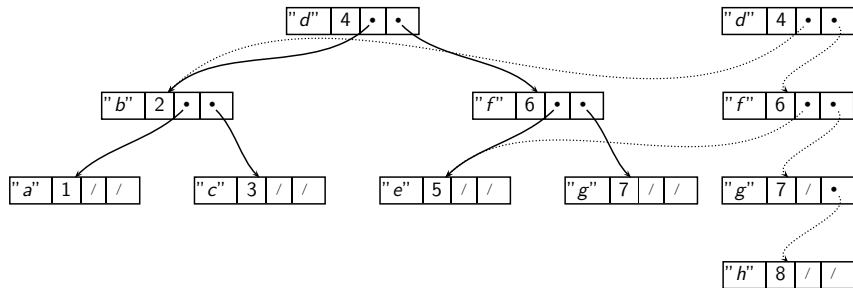 "d" 4 • • "d" 4 • •
"b" 2 • • "f" 6 • • "f" 6 • •
"a" 1 / / "c" 3 / / "e" 5 / / "g" 7 / / "g" 7 / •
"h" 8 / /